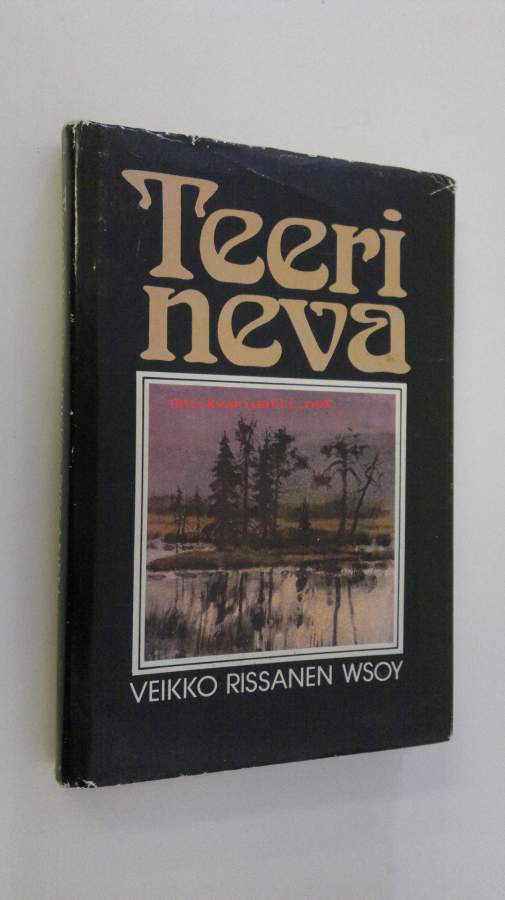 Teeri
neva
Antikvariaatti.net
VEIKKO RISSANEN WSOY